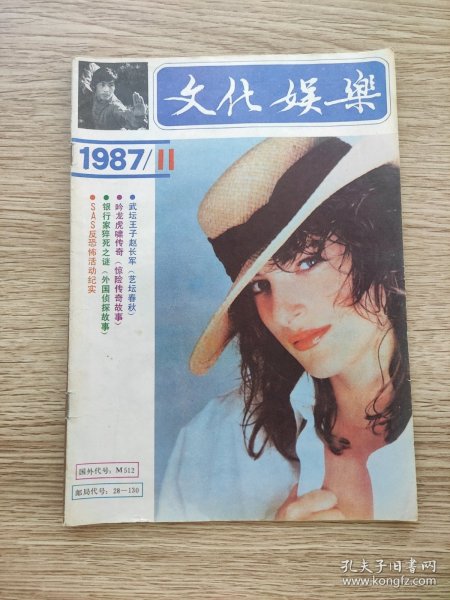 文化娱樂
1987/11
●武坛王子赵长军（艺坛春秋）
●吟龙虎啸传奇（惊险传奇故事）
●银行家猝死之谜（外国侦探故事）
●SAS反恐怖活动纪实
国外代号：M512
邮局代号：28—130
孔夫子旧书网
www.kongfz.com